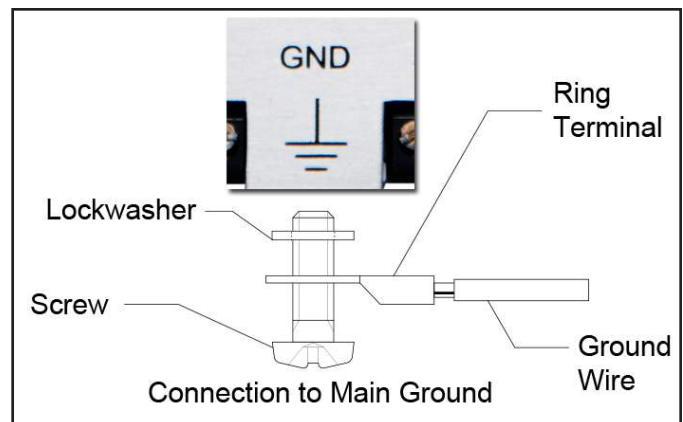 GND
Ring
Terminal
Lockwasher
Screw
Ground
Wire
Connection to Main Ground